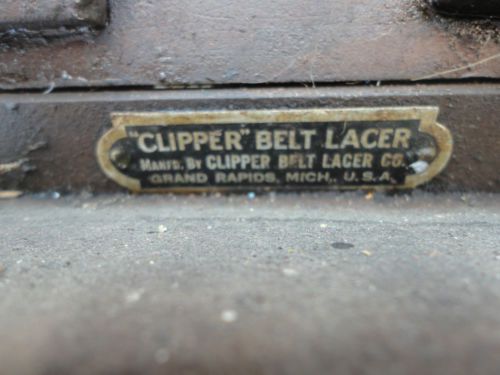 "CLIPPER" BELT LACER
MANFD. BY CLIPPER BELT LACER CO.
GRAND RAPIDS, MICH., U.S.A.